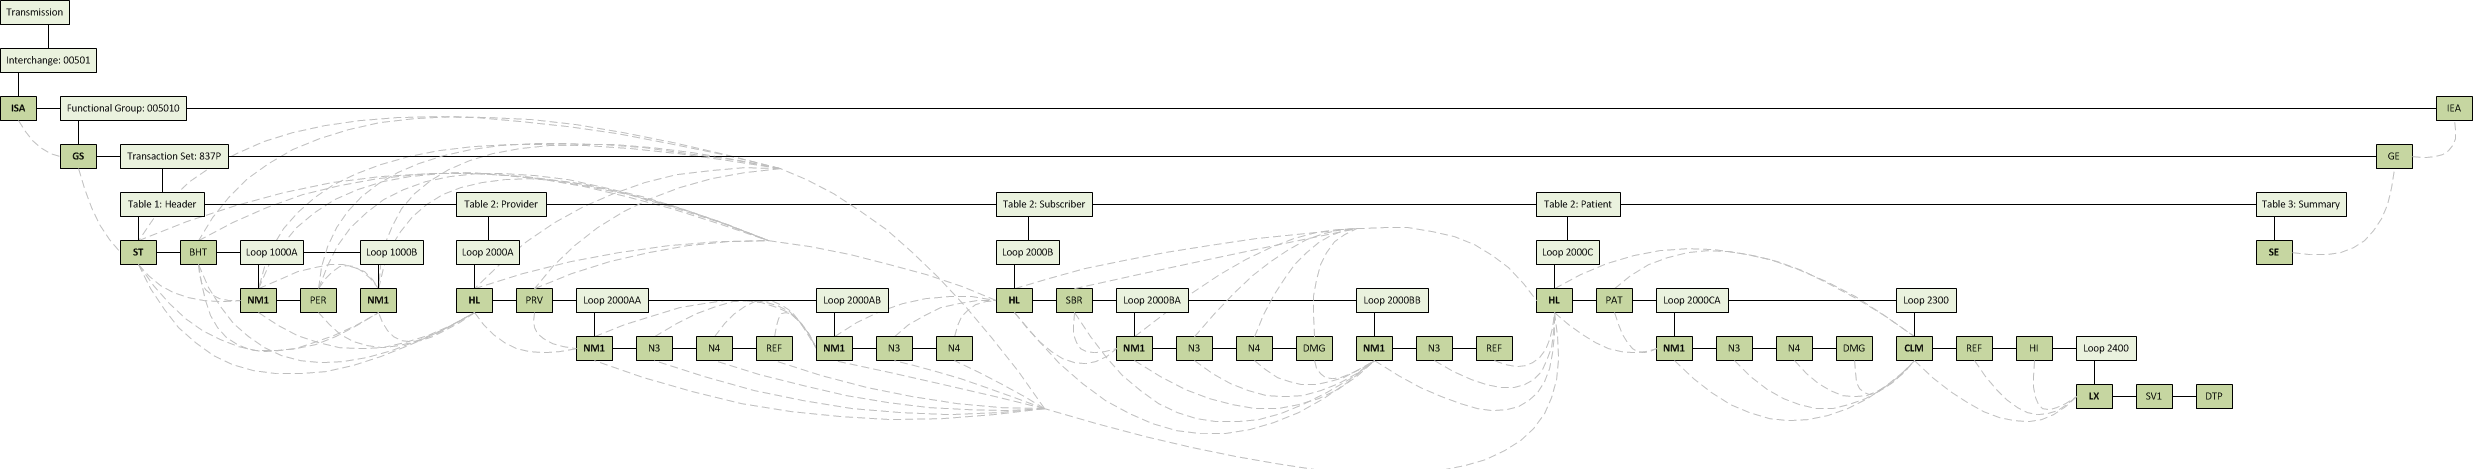 Transmission
Interchange: 00501
ISA Functional Group: 005010 IEA
GS Transaction Set: 837P GE
Table 1: Header Table 2: Provider Table 2: Subscriber Table 2: Patient Table 3: Summary
ST BHT Loop 1000A Loop 1000B Loop 2000A Loop 2000B Loop 2000C SE
NM1 PER NM1 HL PRV Loop 2000AA Loop 2000AB HL SBR Loop 2000BA Loop 2000BB HL PAT Loop 2000CA Loop 2300
NM1 N3 N4 REF NM1 N3 N4 NM1 N3 N4 DMG NM1 N3 REF NM1 N3 N4 DMG CLM REF HI Loop 2400
LX SV1 DTP